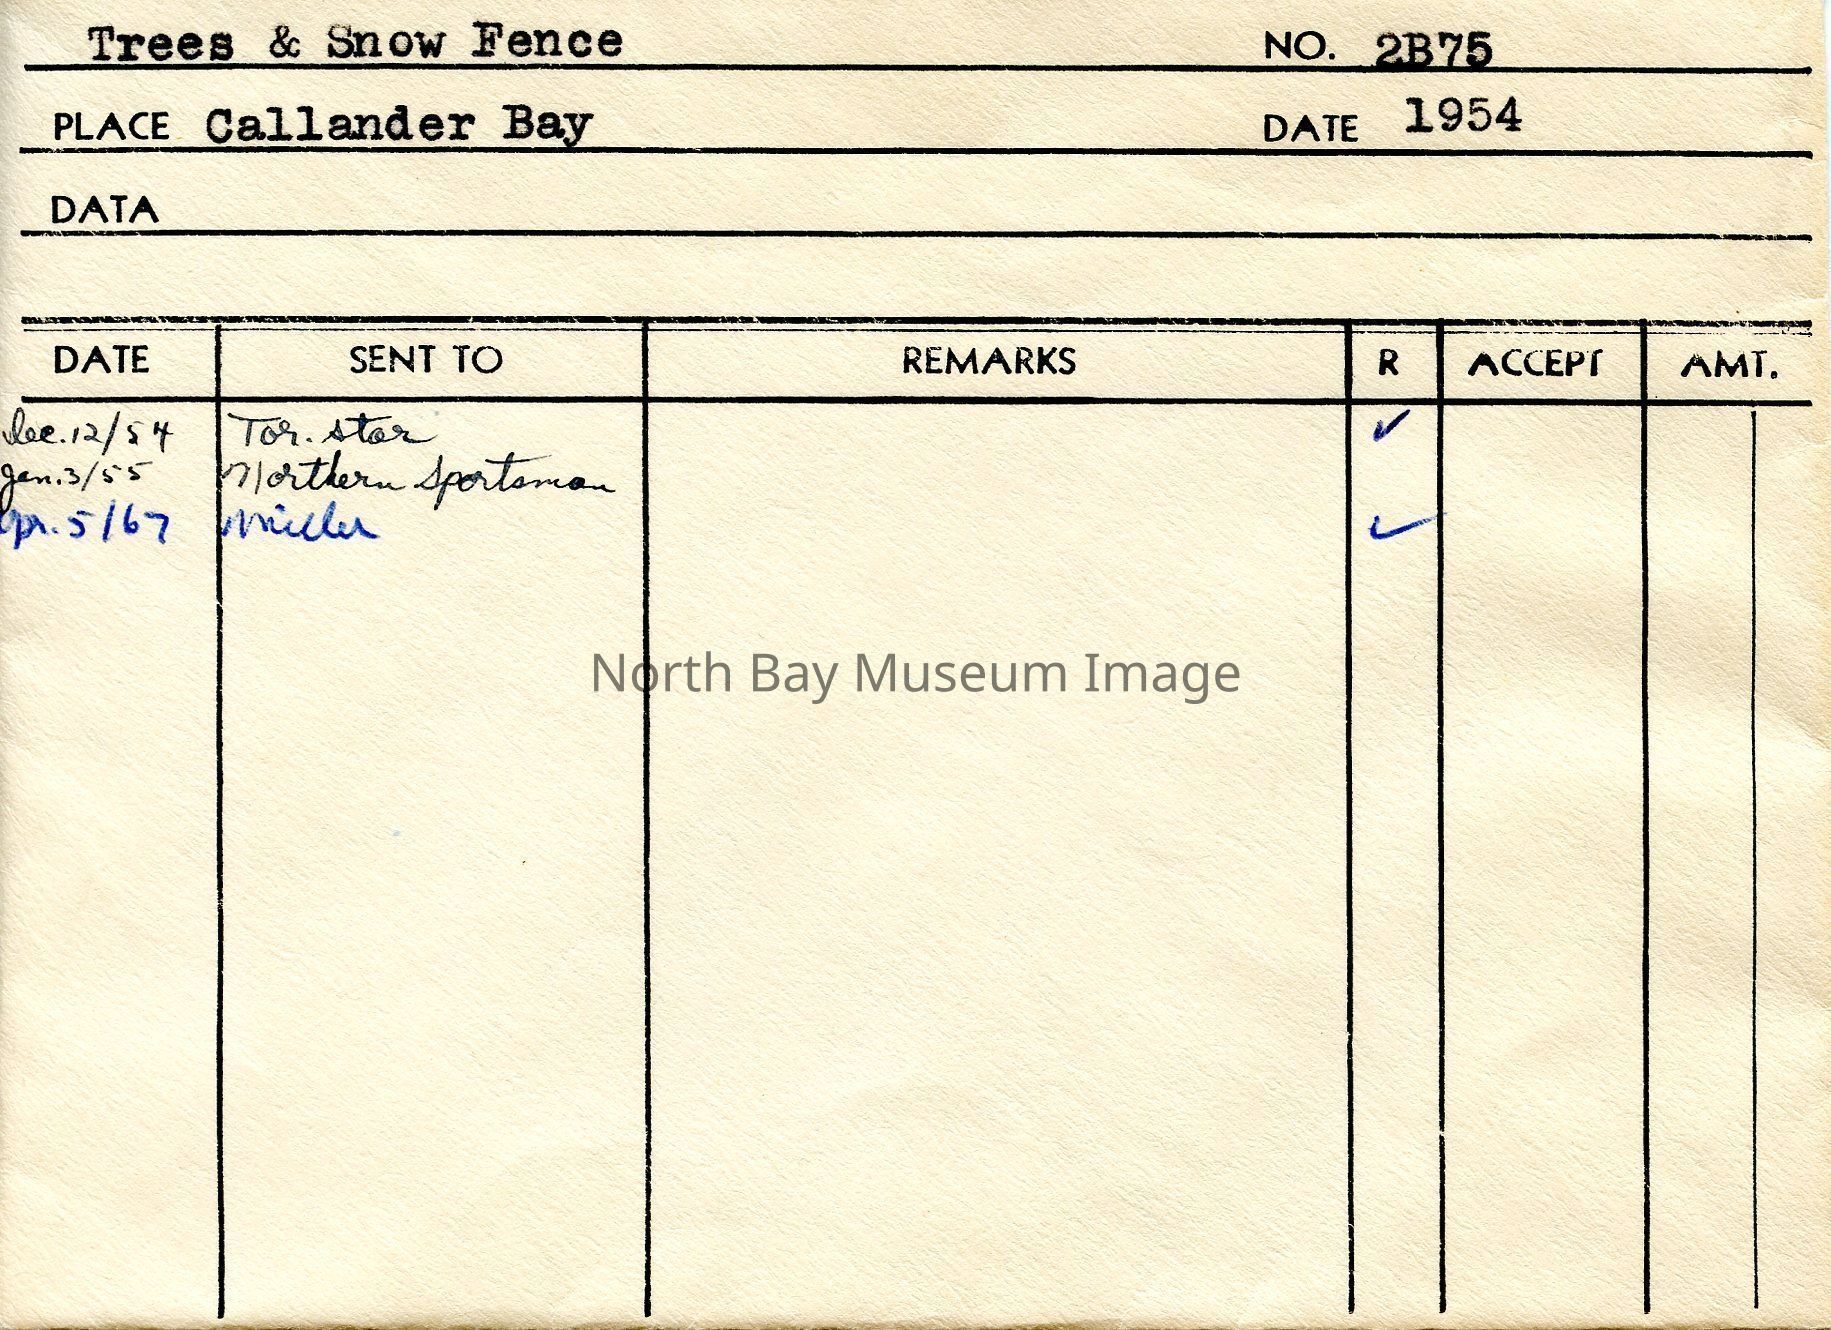 Trees & Snow Fence NO. 2B75
PLACE Callander Bay DATE 1954
DATA
DATE SENT TO REMARKS R ACCEPT AMT.
Dec. 12/54 Tor. Star ✓
Jan. 3/55 Northern Sportsman
Apr. 5/67 Miller ✓
North Bay Museum Image